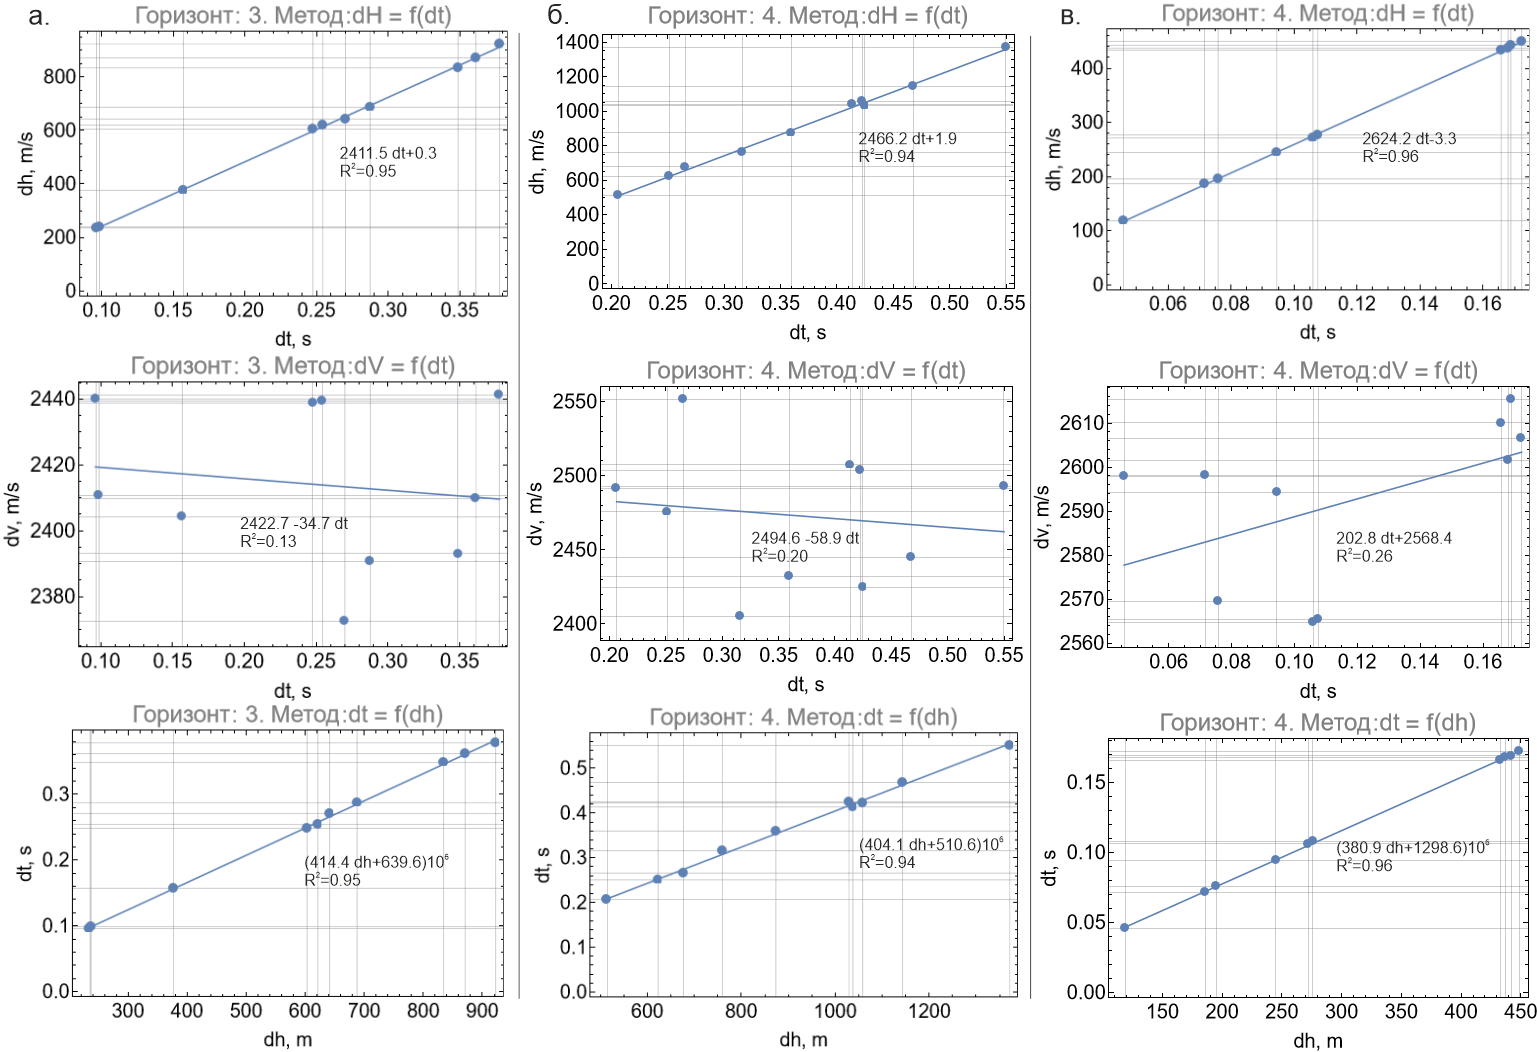 а.
Горизонт: 3. Метод:dH = f(dt)
dh, m/s
800
600
400
200
0
2411.5 dt+0.3
R²=0.95
0.10 0.15 0.20 0.25 0.30 0.35
dt, s
Горизонт: 3. Метод:dV = f(dt)
dv, m/s
2440
2420
2400
2380
2422.7 -34.7 dt
R²=0.13
0.10 0.15 0.20 0.25 0.30 0.35
dt, s
Горизонт: 3. Метод:dt = f(dh)
dt, s
0.3
0.2
0.1
0.0
(414.4 dh+639.6)10⁶
R²=0.95
300 400 500 600 700 800 900
dh, m
б.
Горизонт: 4. Метод:dH = f(dt)
dh, m/s
1400
1200
1000
800
600
400
200
0
2466.2 dt+1.9
R²=0.94
0.20 0.25 0.30 0.35 0.40 0.45 0.50 0.55
dt, s
Горизонт: 4. Метод:dV = f(dt)
dv, m/s
2550
2500
2450
2400
2494.6 -58.9 dt
R²=0.20
0.20 0.25 0.30 0.35 0.40 0.45 0.50 0.55
dt, s
Горизонт: 4. Метод:dt = f(dh)
dt, s
0.5
0.4
0.3
0.2
0.1
0.0
(404.1 dh+510.6)10⁶
R²=0.94
600 800 1000 1200
dh, m
в.
Горизонт: 4. Метод:dH = f(dt)
dh, m/s
400
300
200
100
0
2624.2 dt-3.3
R²=0.96
0.06 0.08 0.10 0.12 0.14 0.16
dt, s
Горизонт: 4. Метод:dV = f(dt)
dv, m/s
2610
2600
2590
2580
2570
2560
202.8 dt+2568.4
R²=0.26
0.06 0.08 0.10 0.12 0.14 0.16
dt, s
Горизонт: 4. Метод:dt = f(dh)
dt, s
0.15
0.10
0.05
0.00
(380.9 dh+1298.6)10⁶
R²=0.96
150 200 250 300 350 400 450
dh, m